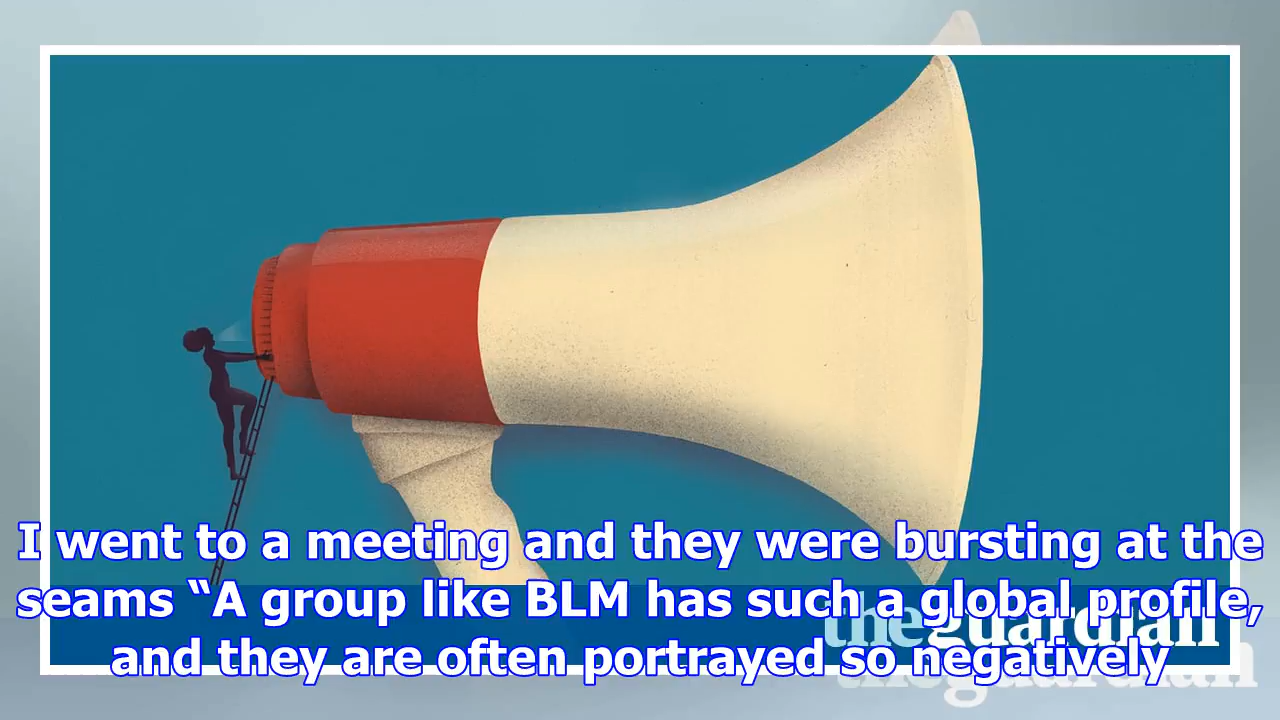 I went to a meeting and they were bursting at the
seams “A group like BLM has such a global profile,
and they are often portrayed so negatively
theguardian
theguardian